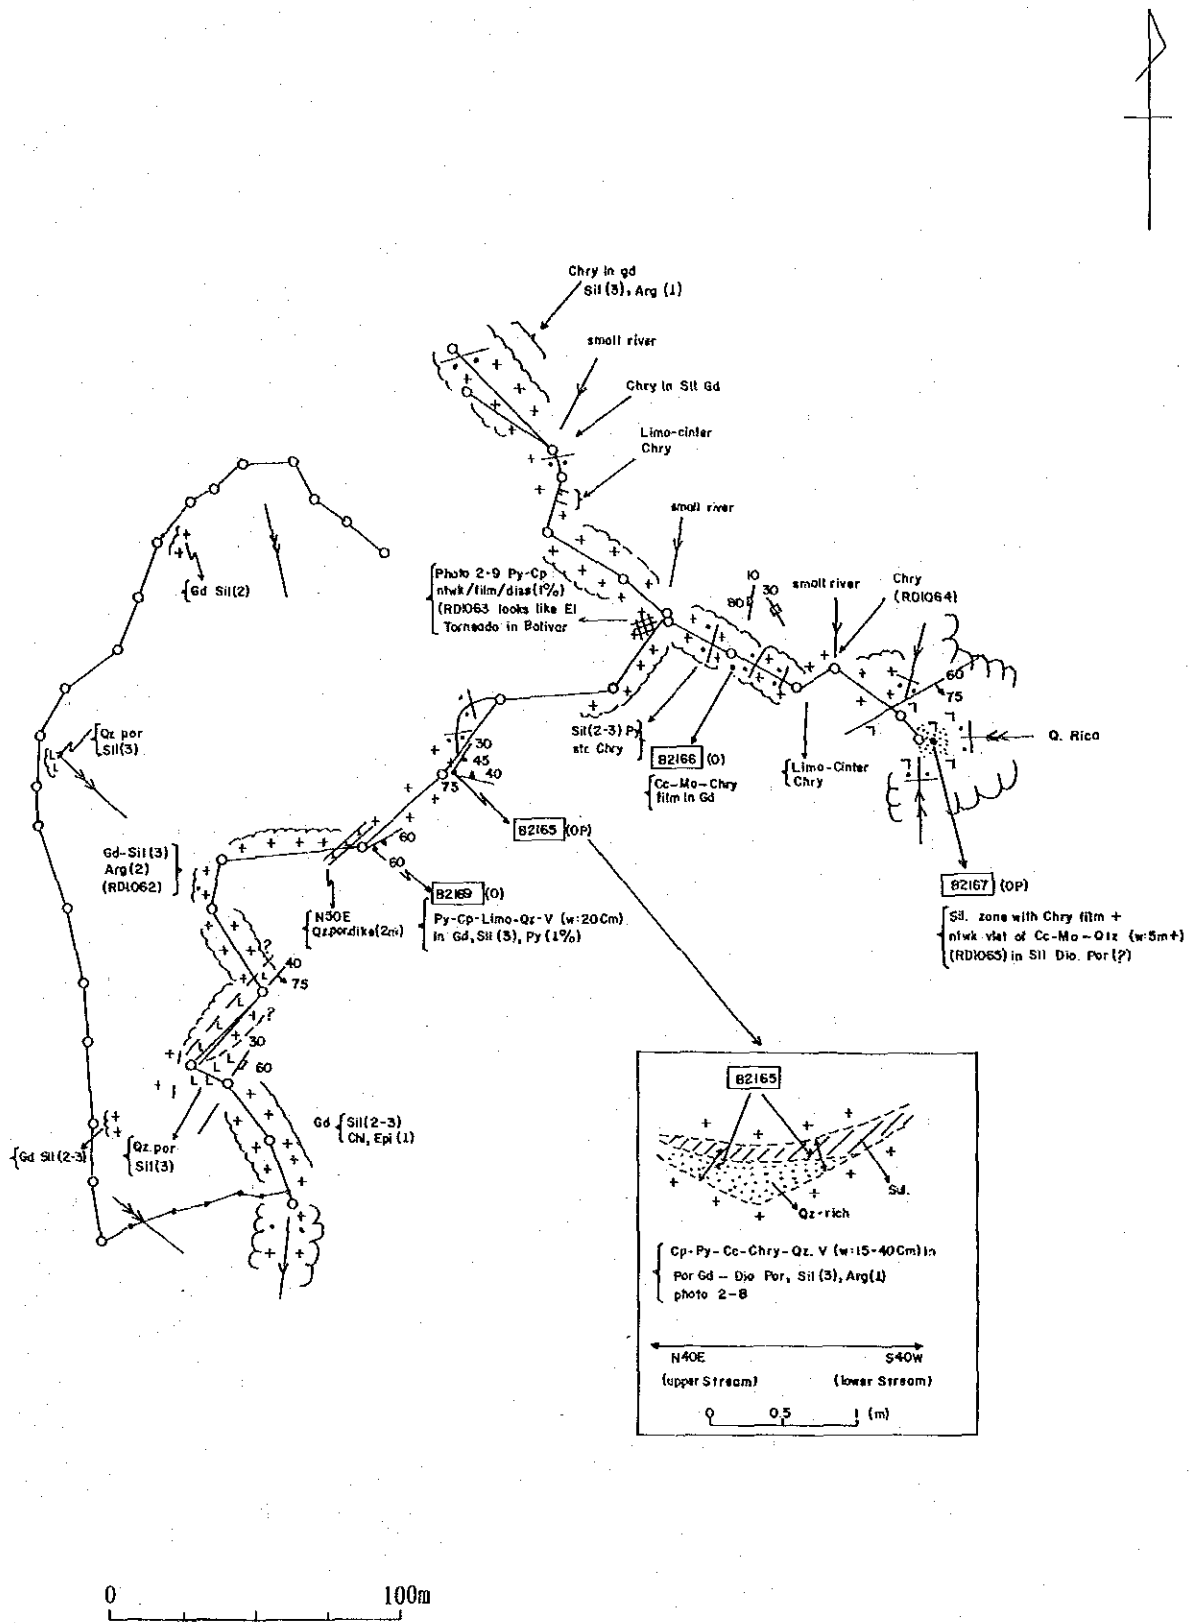 Chry in gd
Sil (3), Arg (1)
small river
Chry in Sil Gd
Limo-cinter
Chry
small river
Gd Sil(2)
Photo 2-9 Py-Cp
ntwk/film/diss(1%)
(RD1063 looks like El
Torneado in Bolivar
10
80
30
small river
Chry
(RD1064)
60
75
Q. Rica
Qz por
Sil(3)
30
45
40
75
Sil(2-3) Py
str. Chry
B2166 (O)
Cc-Mo-Chry
film in Gd
Limo-Cinter
Chry
B2165 (OP)
60
60
Gd-Sil(3)
Arg(2)
(RD1062)
B2169 (O)
N50E
Qz.por.dike(2m)
Py-Cp-Limo-Qz-V (w:20Cm)
in Gd, Sil (3), Py (1%)
B2167 (OP)
Sil. zone with Chry film +
ntwk vlet of Cc-Mo-Qtz (w:5m+)
(RD1065) in Sil Dio. Por (?)
?
40
75
?
30
60
Gd Sil(2-3)
Chl, Epi (1)
Gd Sil (2-3)
Qz.por
Sil(3)
B2165
Sil.
Qz-rich
Cp-Py-Cc-Chry-Qz. V (w:15-40Cm) in
Por Gd - Dio Por, Sil (3), Arg(1)
photo 2-8
N40E
S40W
(upper Stream)
(lower Stream)
0 0.5 1 (m)
0 100m